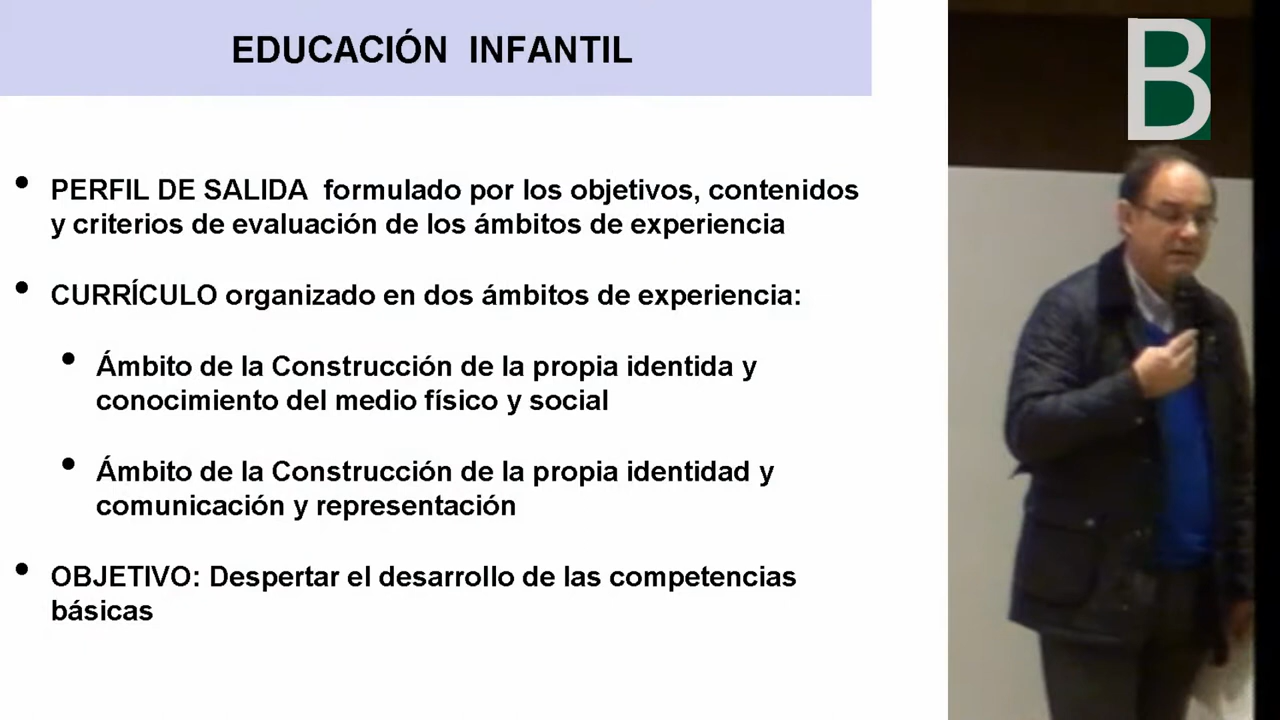 EDUCACIÓN INFANTIL
• PERFIL DE SALIDA formulado por los objetivos, contenidos
y criterios de evaluación de los ámbitos de experiencia
• CURRÍCULO organizado en dos ámbitos de experiencia:
• Ámbito de la Construcción de la propia identida y
conocimiento del medio físico y social
• Ámbito de la Construcción de la propia identidad y
comunicación y representación
• OBJETIVO: Despertar el desarrollo de las competencias
básicas
B